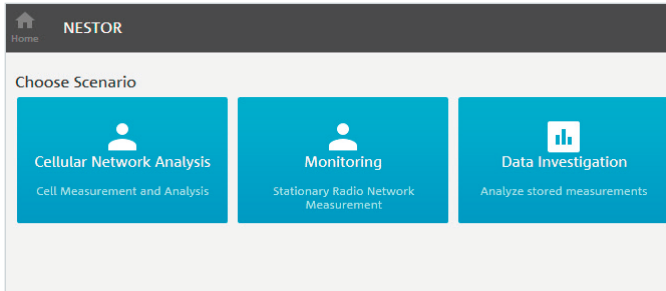 NESTOR
Home
Choose Scenario
Cellular Network Analysis
Cell Measurement and Analysis
Monitoring
Stationary Radio Network
Measurement
Data Investigation
Analyze stored measurements